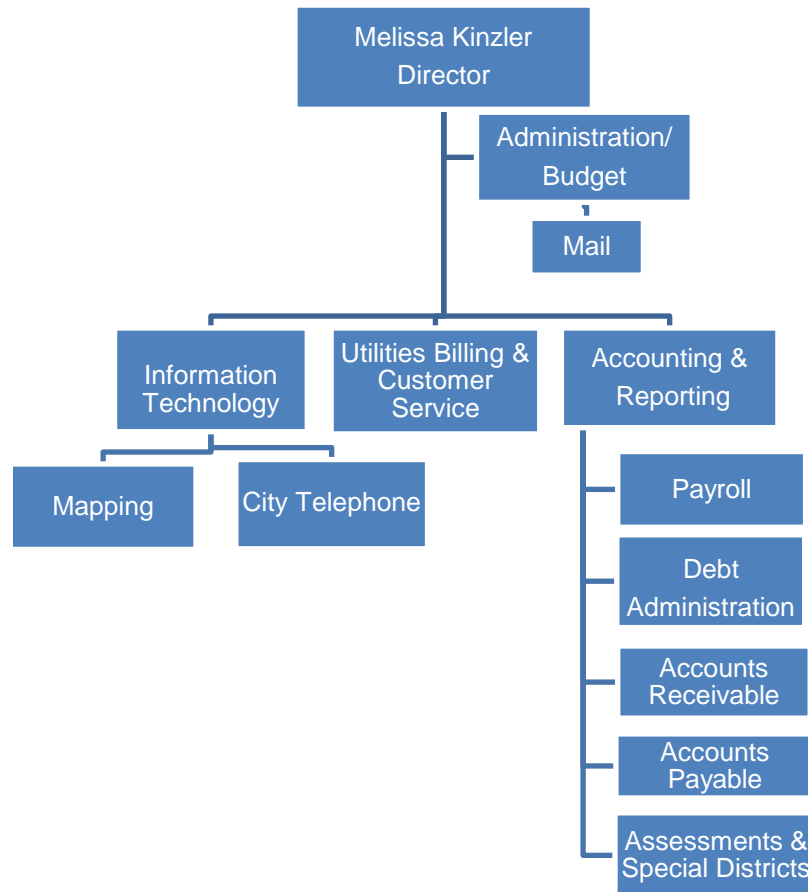 Melissa Kinzler
Director
Administration/
Budget
Mail
Information
Technology
Utilities Billing &
Customer
Service
Accounting &
Reporting
Mapping
City Telephone
Payroll
Debt
Administration
Accounts
Receivable
Accounts
Payable
Assessments &
Special Districts